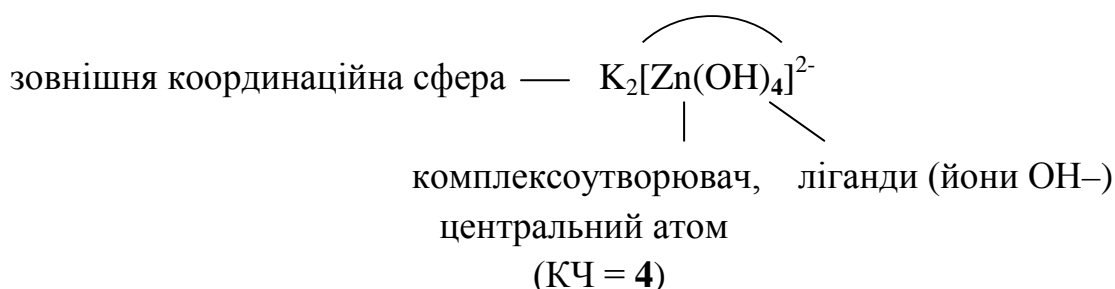 зовнішня координаційна сфера — K₂[Zn(OH)₄]²⁻
комплексоутворювач, ліганди (йони OH–)
центральний атом
(КЧ = 4)